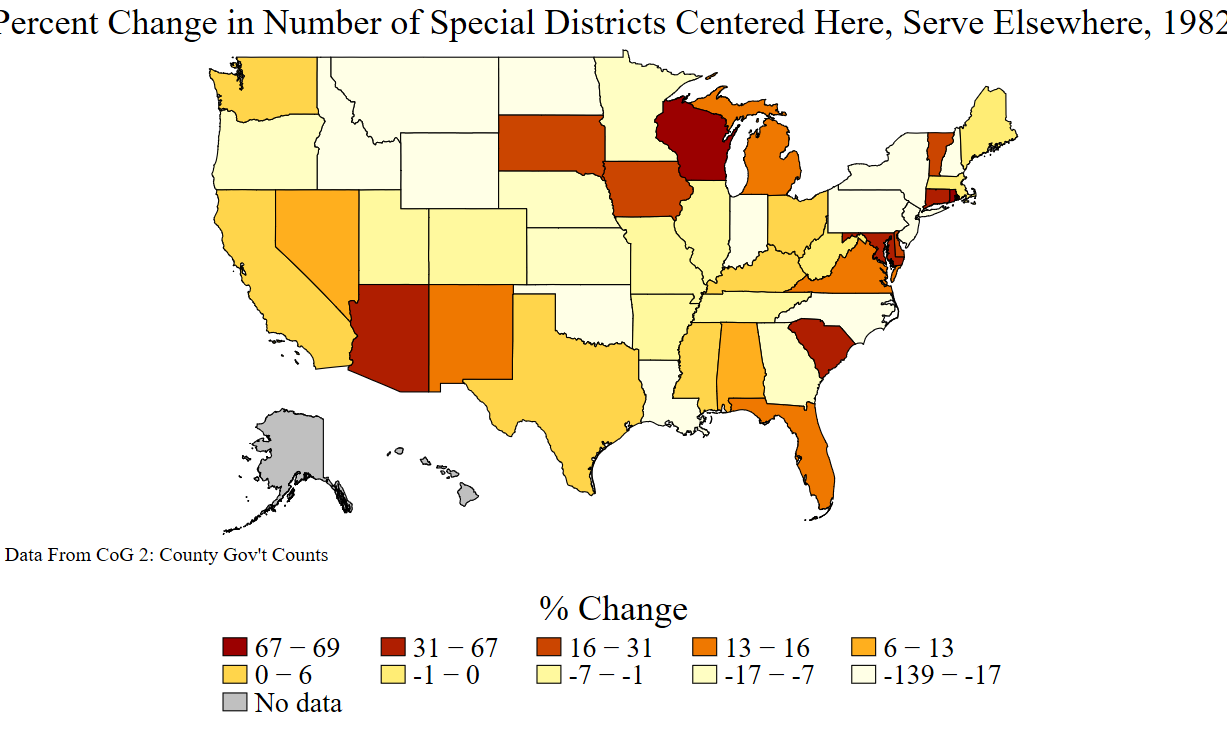 Percent Change in Number of Special Districts Centered Here, Serve Elsewhere, 1982
Data From CoG 2: County Gov't Counts
% Change
67 − 69 31 − 67 16 − 31 13 − 16 6 − 13
0 − 6 -1 − 0 -7 − -1 -17 − -7 -139 − -17
No data